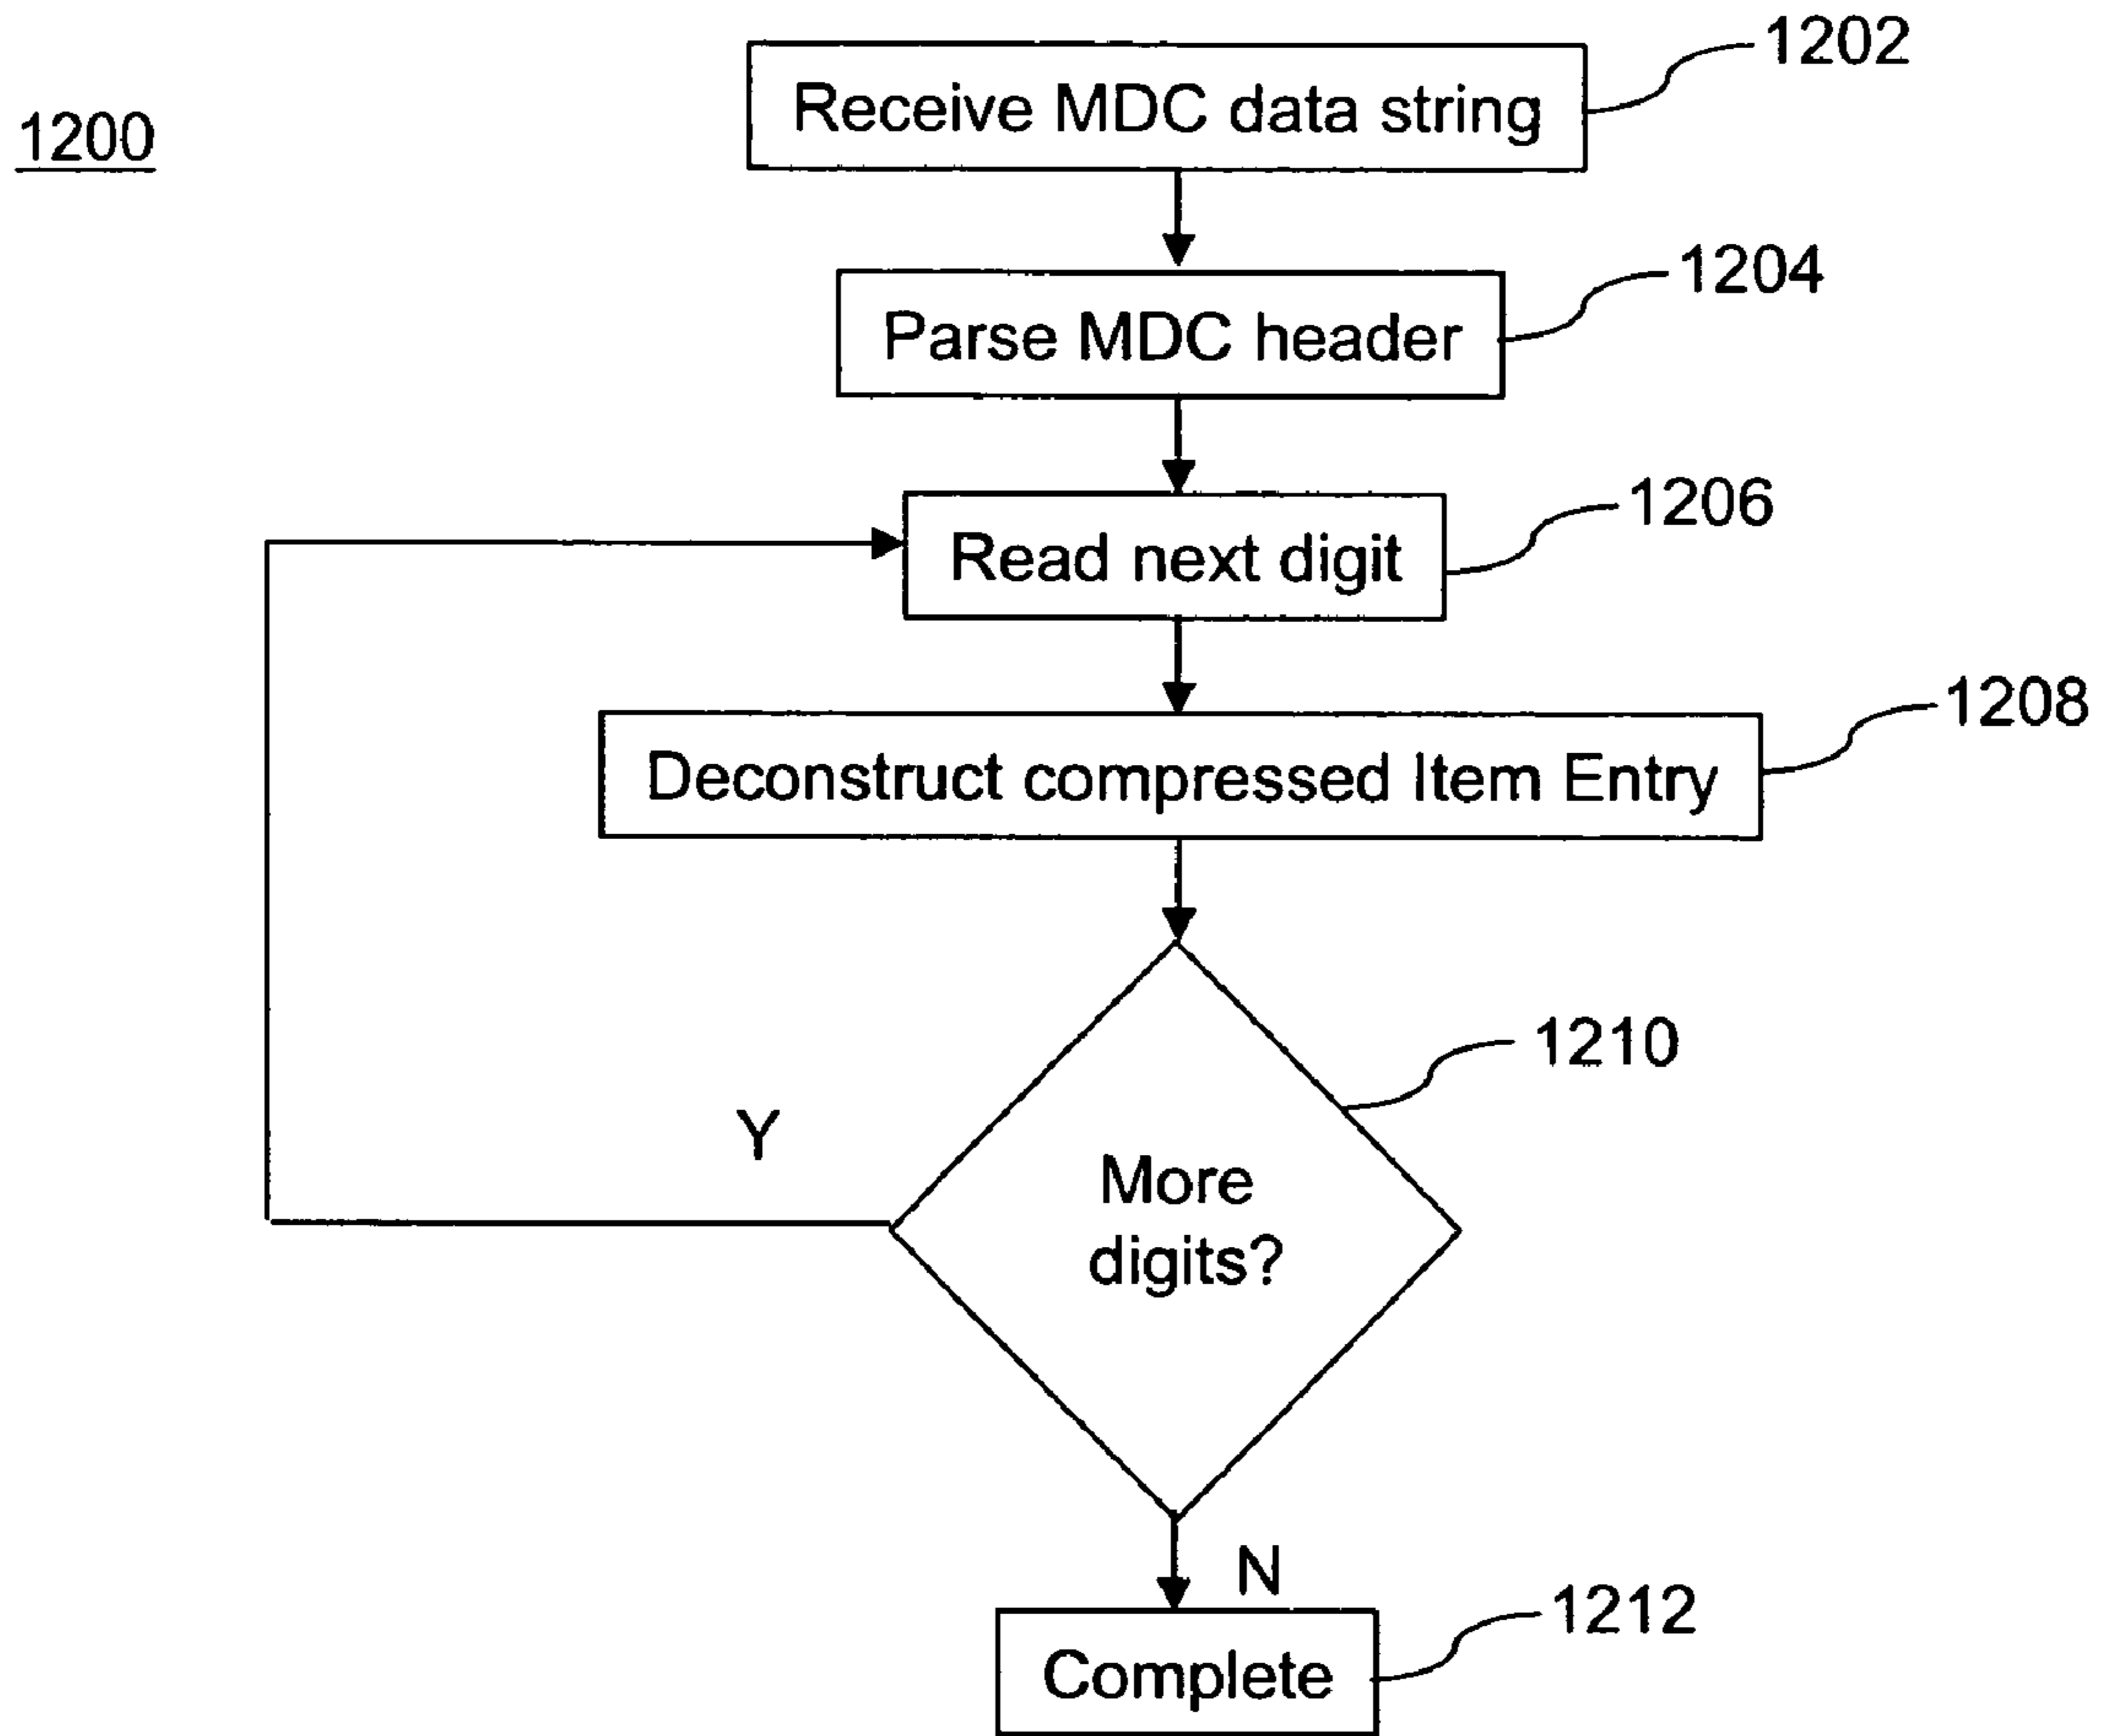 1202
Receive MDC data string
1200
1204
Parse MDC header
1206
Read next digit
1208
Deconstruct compressed Item Entry
1210
Y
More
digits?
N
1212
Complete